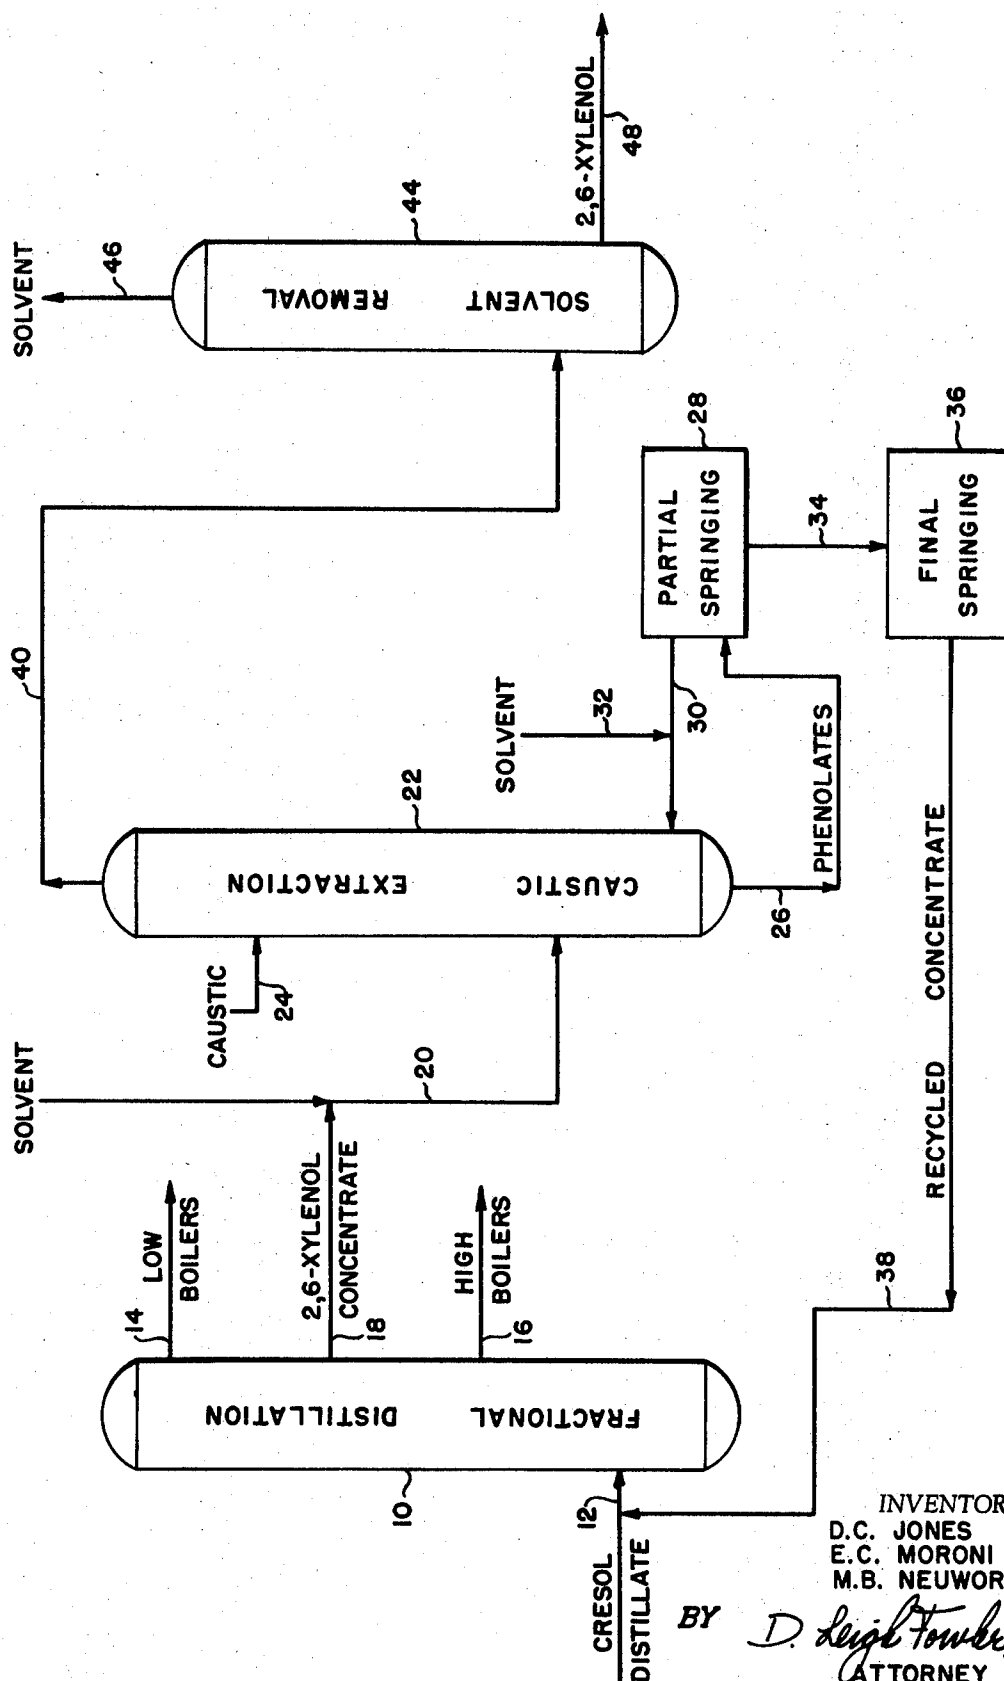 SOLVENT
46
SOLVENT
REMOVAL
44
2,6-XYLENOL
48
40
SOLVENT
32
30
PARTIAL
SPRINGING
28
34
FINAL
SPRINGING
36
CAUSTIC
EXTRACTION
22
CAUSTIC
24
26
PHENOLATES
SOLVENT
20
RECYCLED CONCENTRATE
38
LOW
BOILERS
14
2,6-XYLENOL
CONCENTRATE
18
HIGH
BOILERS
16
FRACTIONAL
DISTILLATION
10
12
CRESOL
DISTILLATE
INVENTOR
D.C. JONES
E.C. MORONI
M.B. NEUWOR
BY D. Leigh Fowler,
ATTORNEY